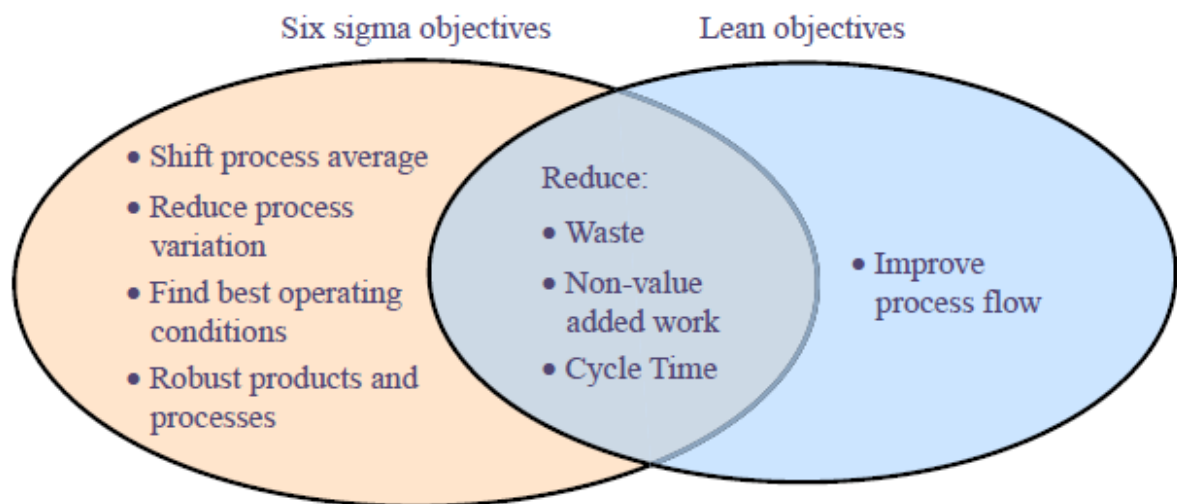 Six sigma objectives
Lean objectives
• Shift process average
• Reduce process
variation
• Find best operating
conditions
• Robust products and
processes
Reduce:
• Waste
• Non-value
added work
• Cycle Time
• Improve
process flow